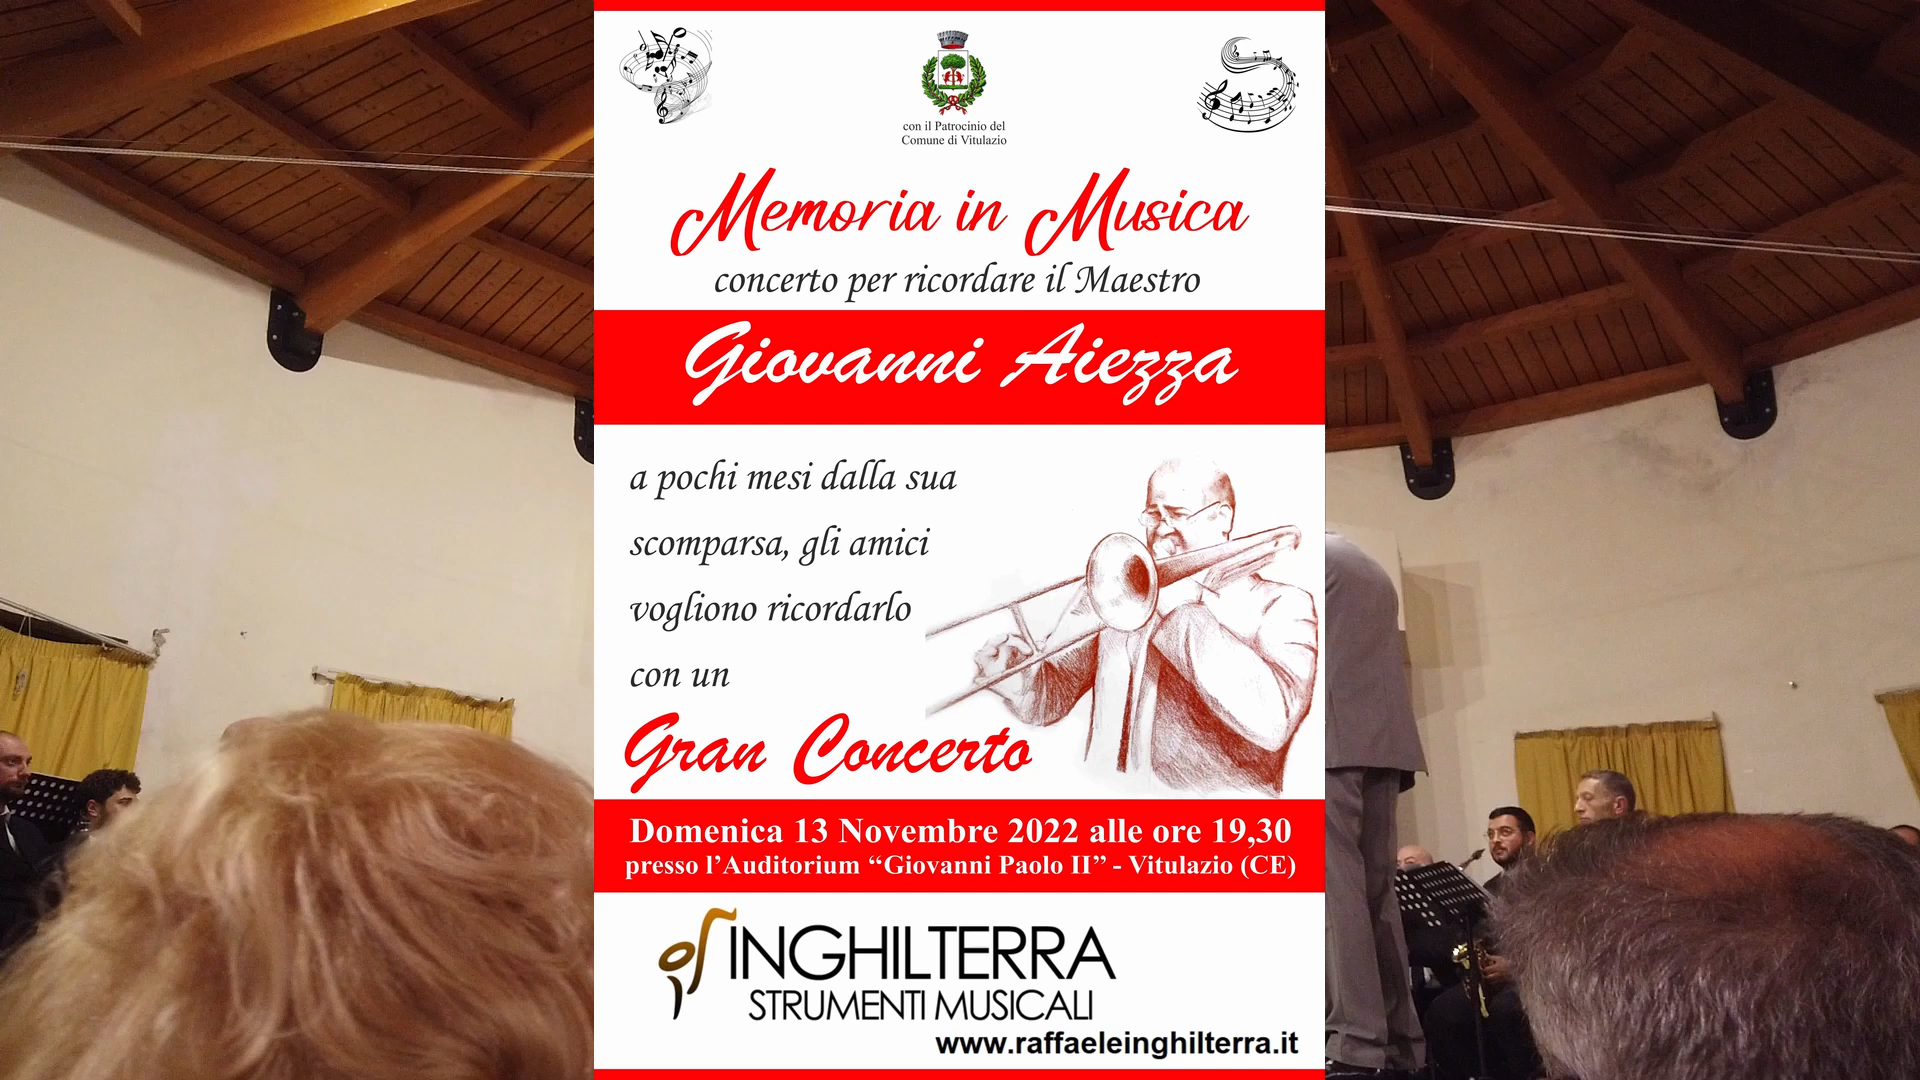 con il Patrocinio del
Comune di Vitulazio
Memoria in Musica
concerto per ricordare il Maestro
Giovanni Aiezza
a pochi mesi dalla sua
scomparsa, gli amici
vogliono ricordarlo
con un
Gran Concerto
Domenica 13 Novembre 2022 alle ore 19,30
presso l’Auditorium “Giovanni Paolo II” - Vitulazio (CE)
INGHILTERRA
STRUMENTI MUSICALI
www.raffaeleinghilterra.it